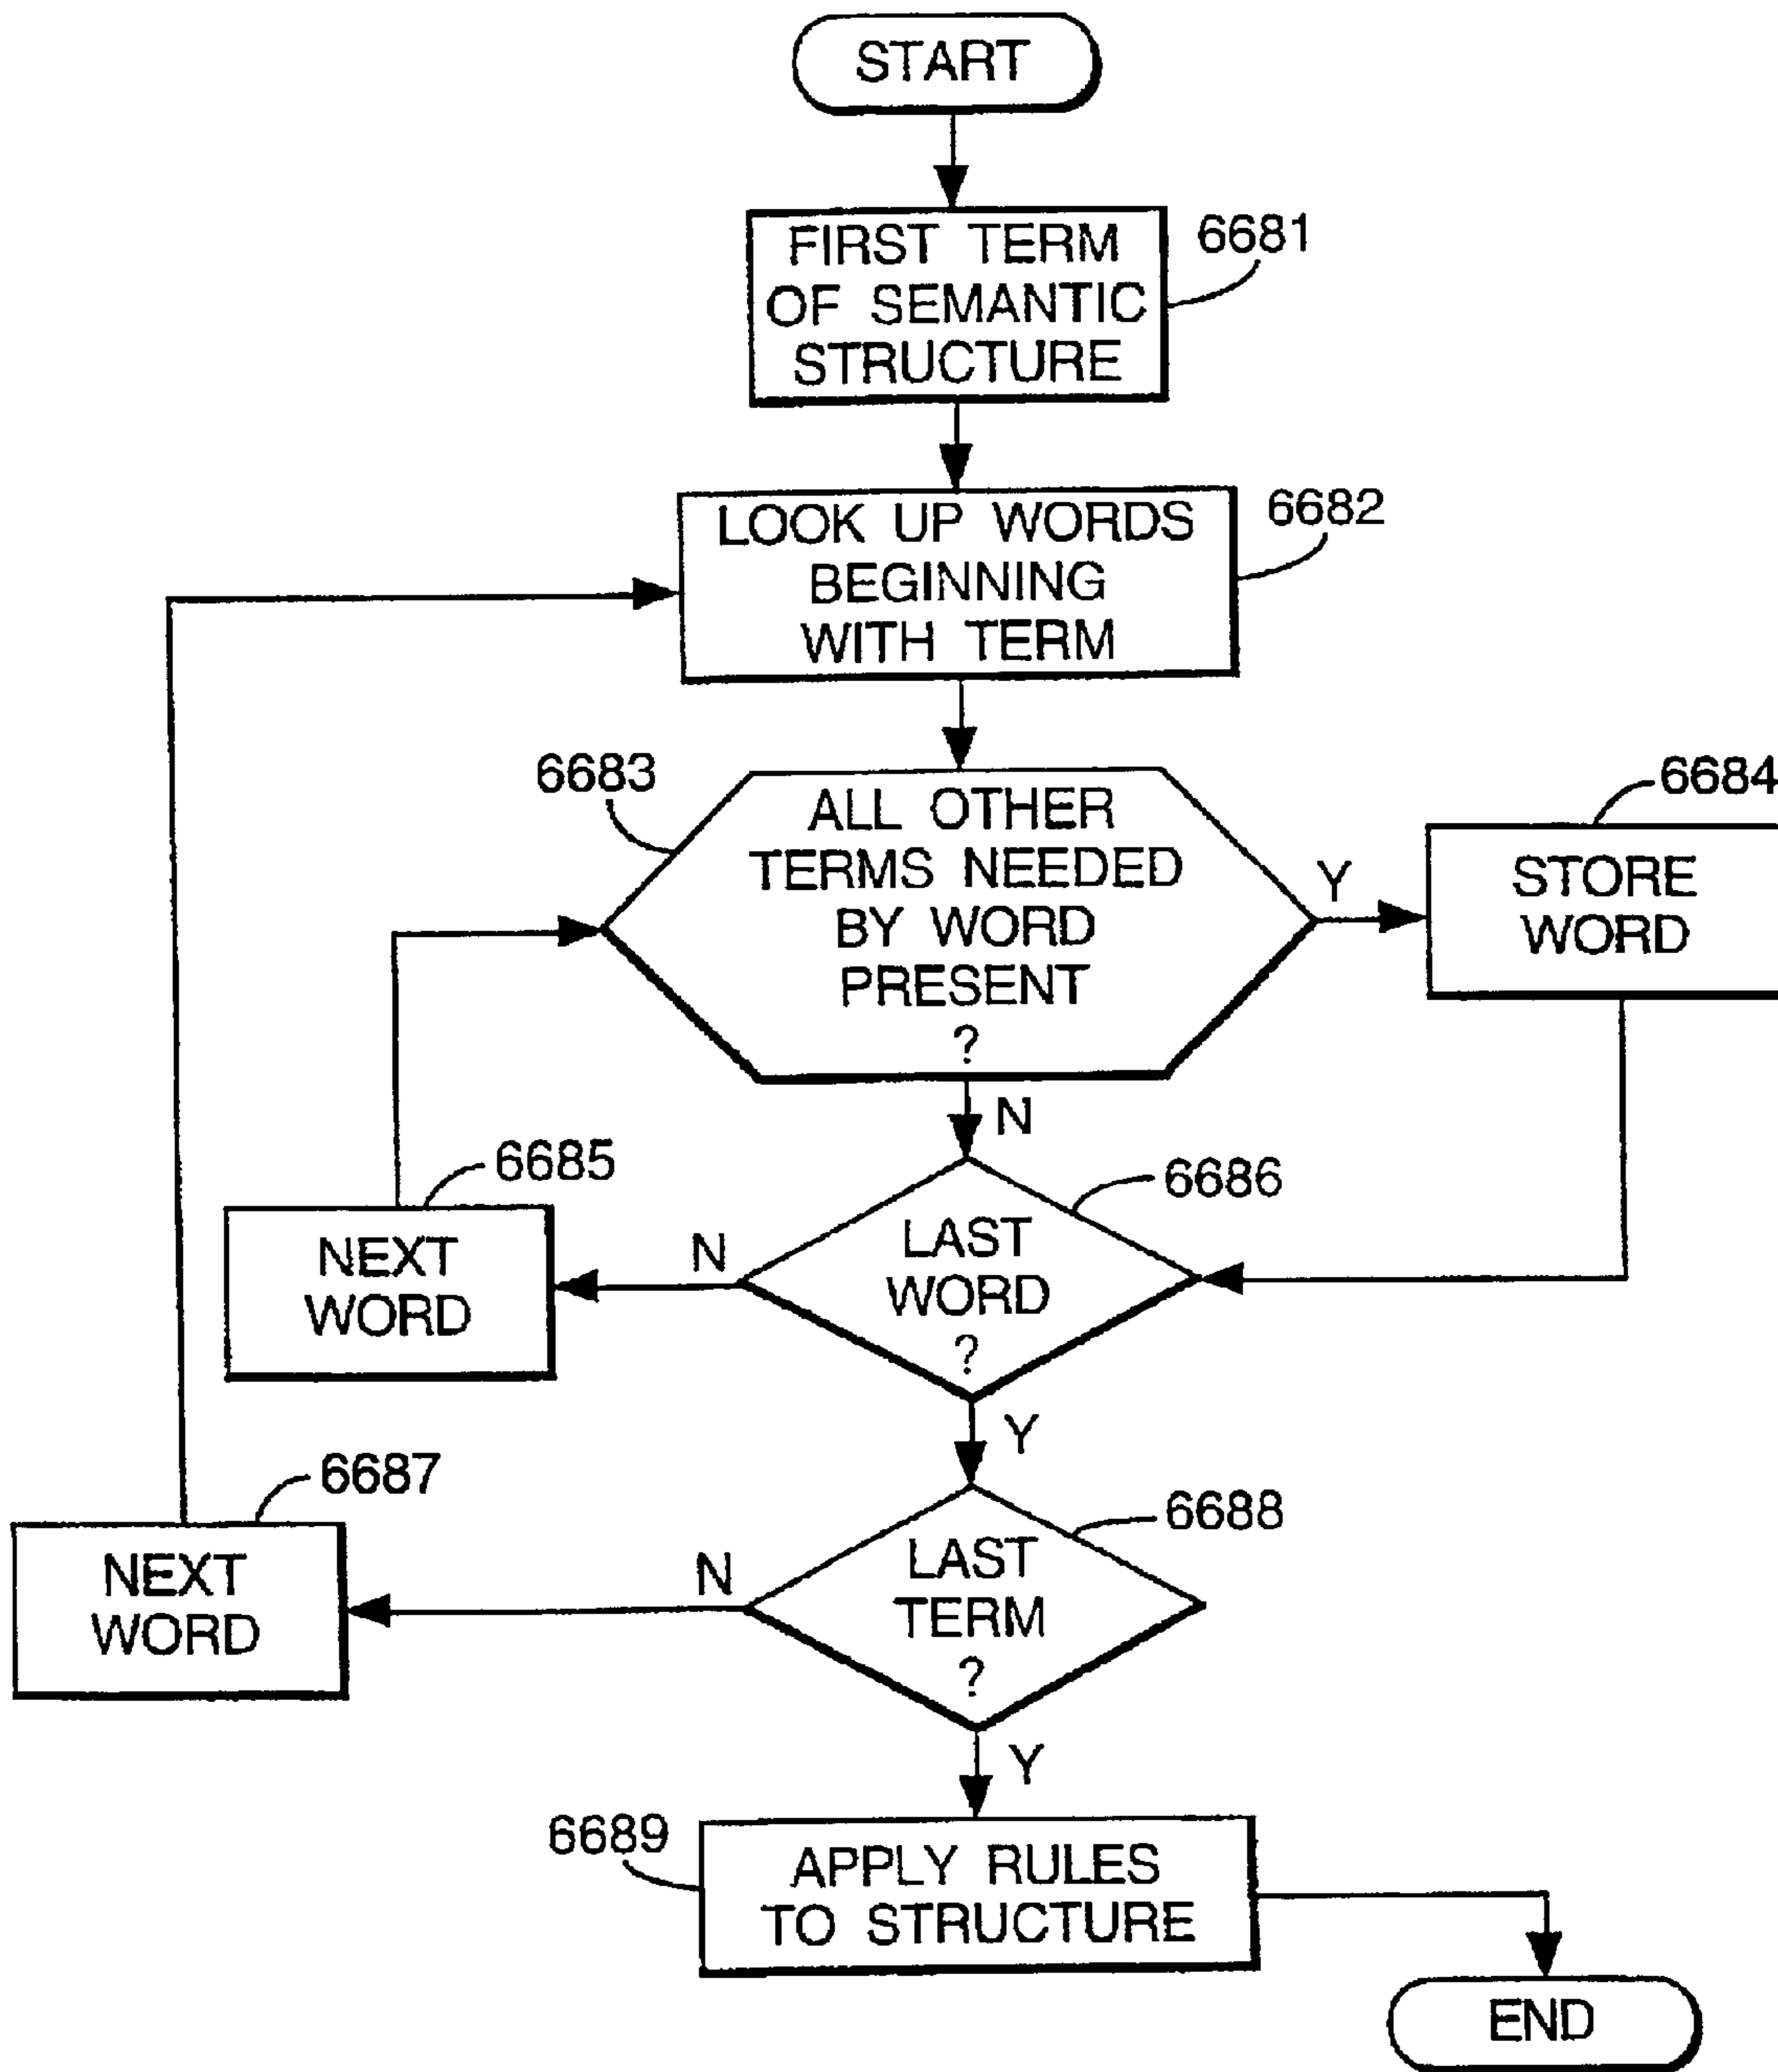 START
FIRST TERM
OF SEMANTIC
STRUCTURE
6681
LOOK UP WORDS
BEGINNING
WITH TERM
6682
6683
ALL OTHER
TERMS NEEDED
BY WORD
PRESENT
?
Y
6684
STORE
WORD
N
6685
NEXT
WORD
N
6686
LAST
WORD
?
Y
6687
NEXT
WORD
N
6688
LAST
TERM
?
Y
6689
APPLY RULES
TO STRUCTURE
END